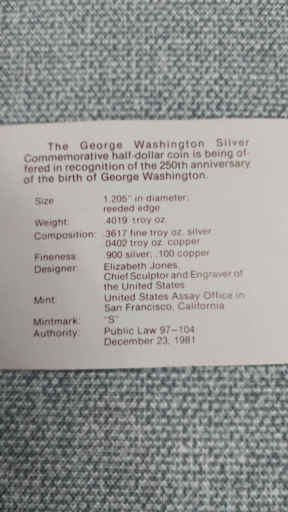 The George Washington Silver
Commemorative half-dollar coin is being of-
fered in recognition of the 250th anniversary
of the birth of George Washington.
Size 1.205" in diameter;
reeded edge
Weight: .4019 troy oz.
Composition: .3617 fine troy oz. silver
.0402 troy oz. copper
Fineness: .900 silver; .100 copper
Designer: Elizabeth Jones,
Chief Sculptor and Engraver of
the United States
Mint: United States Assay Office in
San Francisco, California
Mintmark: "S"
Authority: Public Law 97-104
December 23, 1981